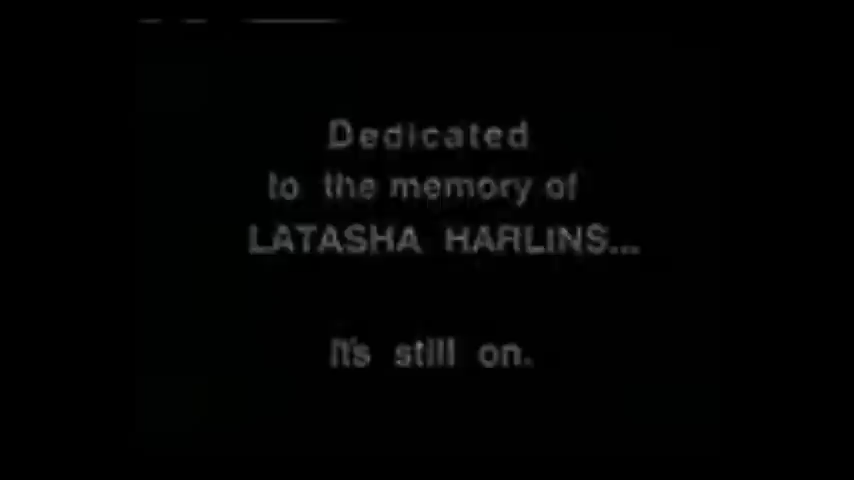 Dedicated
to the memory of
LATASHA HARLINS...
It's still on.